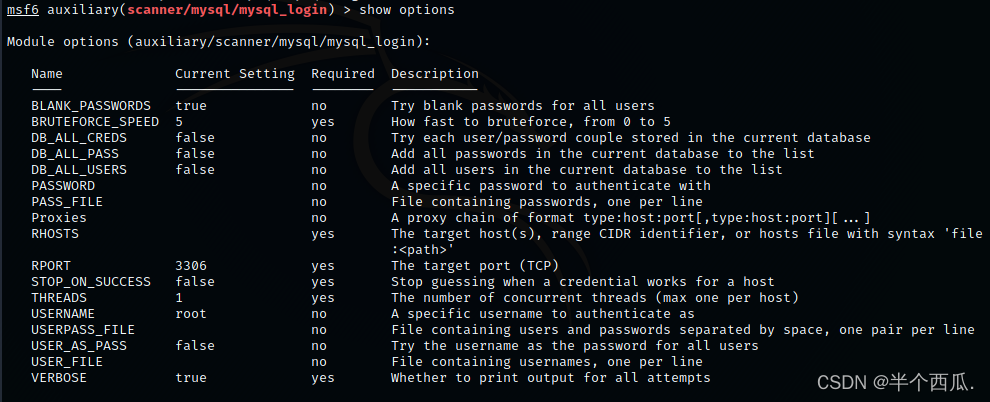 msf6 auxiliary(scanner/mysql/mysql_login) > show options
Module options (auxiliary/scanner/mysql/mysql_login):
Name Current Setting Required Description
BLANK_PASSWORDS true no Try blank passwords for all users
BRUTEFORCE_SPEED 5 yes How fast to bruteforce, from 0 to 5
DB_ALL_CREDS false no Try each user/password couple stored in the current database
DB_ALL_PASS false no Add all passwords in the current database to the list
DB_ALL_USERS false no Add all users in the current database to the list
PASSWORD no A specific password to authenticate with
PASS_FILE no File containing passwords, one per line
Proxies no A proxy chain of format type:host:port[,type:host:port][...]
RHOSTS yes The target host(s), range CIDR identifier, or hosts file with syntax 'file
:<path>'
RPORT 3306 yes The target port (TCP)
STOP_ON_SUCCESS false yes Stop guessing when a credential works for a host
THREADS 1 yes The number of concurrent threads (max one per host)
USERNAME root no A specific username to authenticate as
USERPASS_FILE no File containing users and passwords separated by space, one pair per line
USER_AS_PASS false no Try the username as the password for all users
USER_FILE no File containing usernames, one per line
VERBOSE true yes Whether to print output for all attempts
CSDN @半个西瓜.